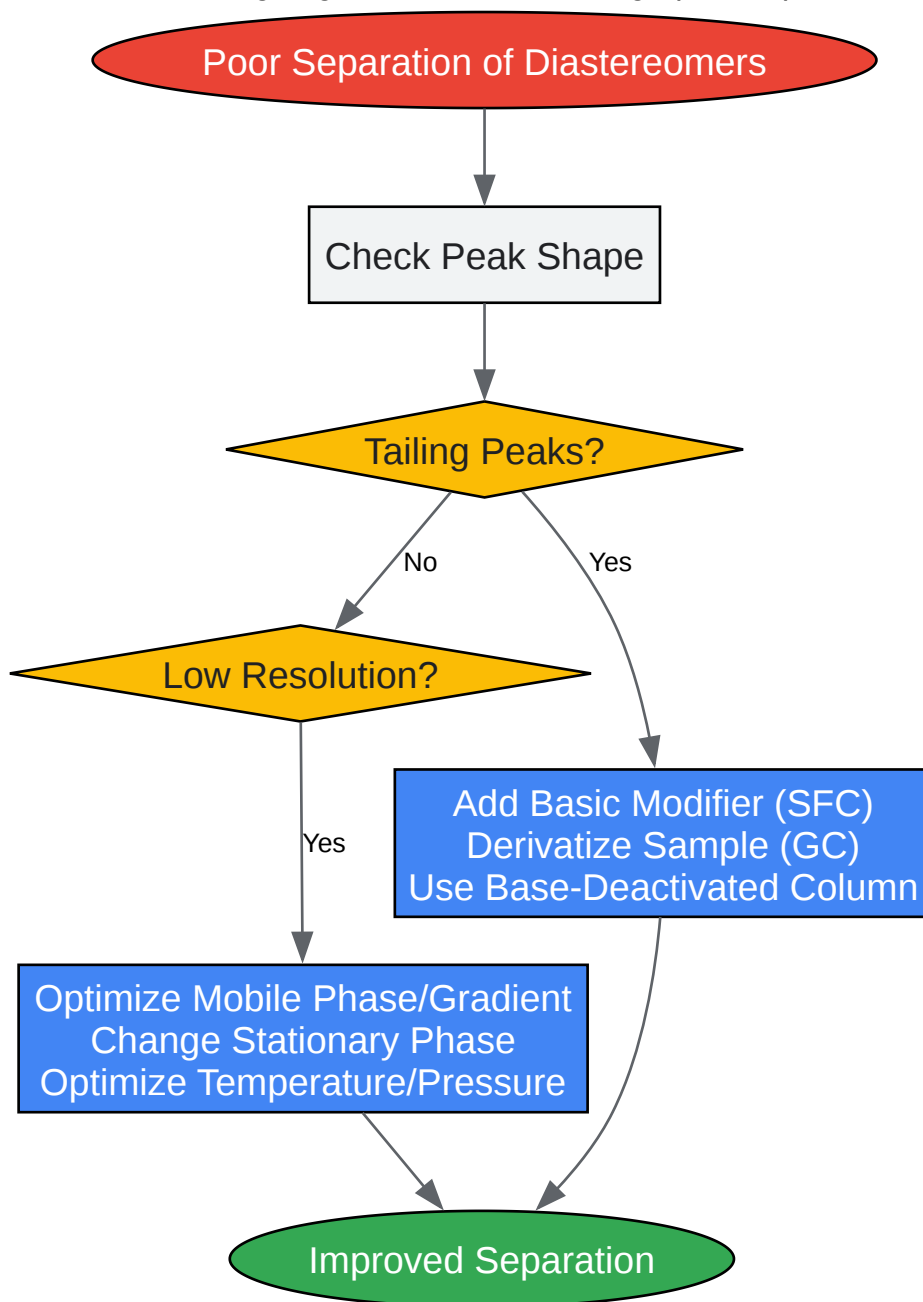 Poor Separation of Diastereomers
Check Peak Shape
Tailing Peaks?
No
Yes
Low Resolution?
Yes
Add Basic Modifier (SFC)
Derivatize Sample (GC)
Use Base-Deactivated Column
Optimize Mobile Phase/Gradient
Change Stationary Phase
Optimize Temperature/Pressure
Improved Separation